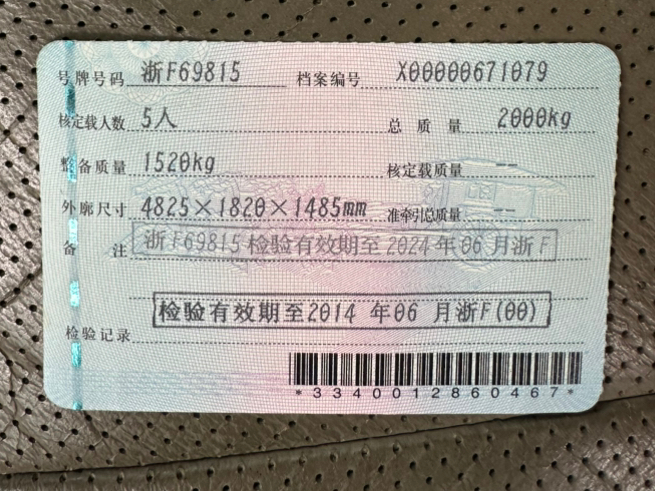 号牌号码 浙F69815 档案编号 X00000671079
核定载人数 5人 总质量 2000kg
整备质量 1520kg 核定载质量 --
外廓尺寸 4825×1820×1485mm 准牵引总质量 --
备注 浙F69815检验有效期至2024年06月浙F
检验有效期至2014年06月浙F(00)
检验记录
*3340012860467*